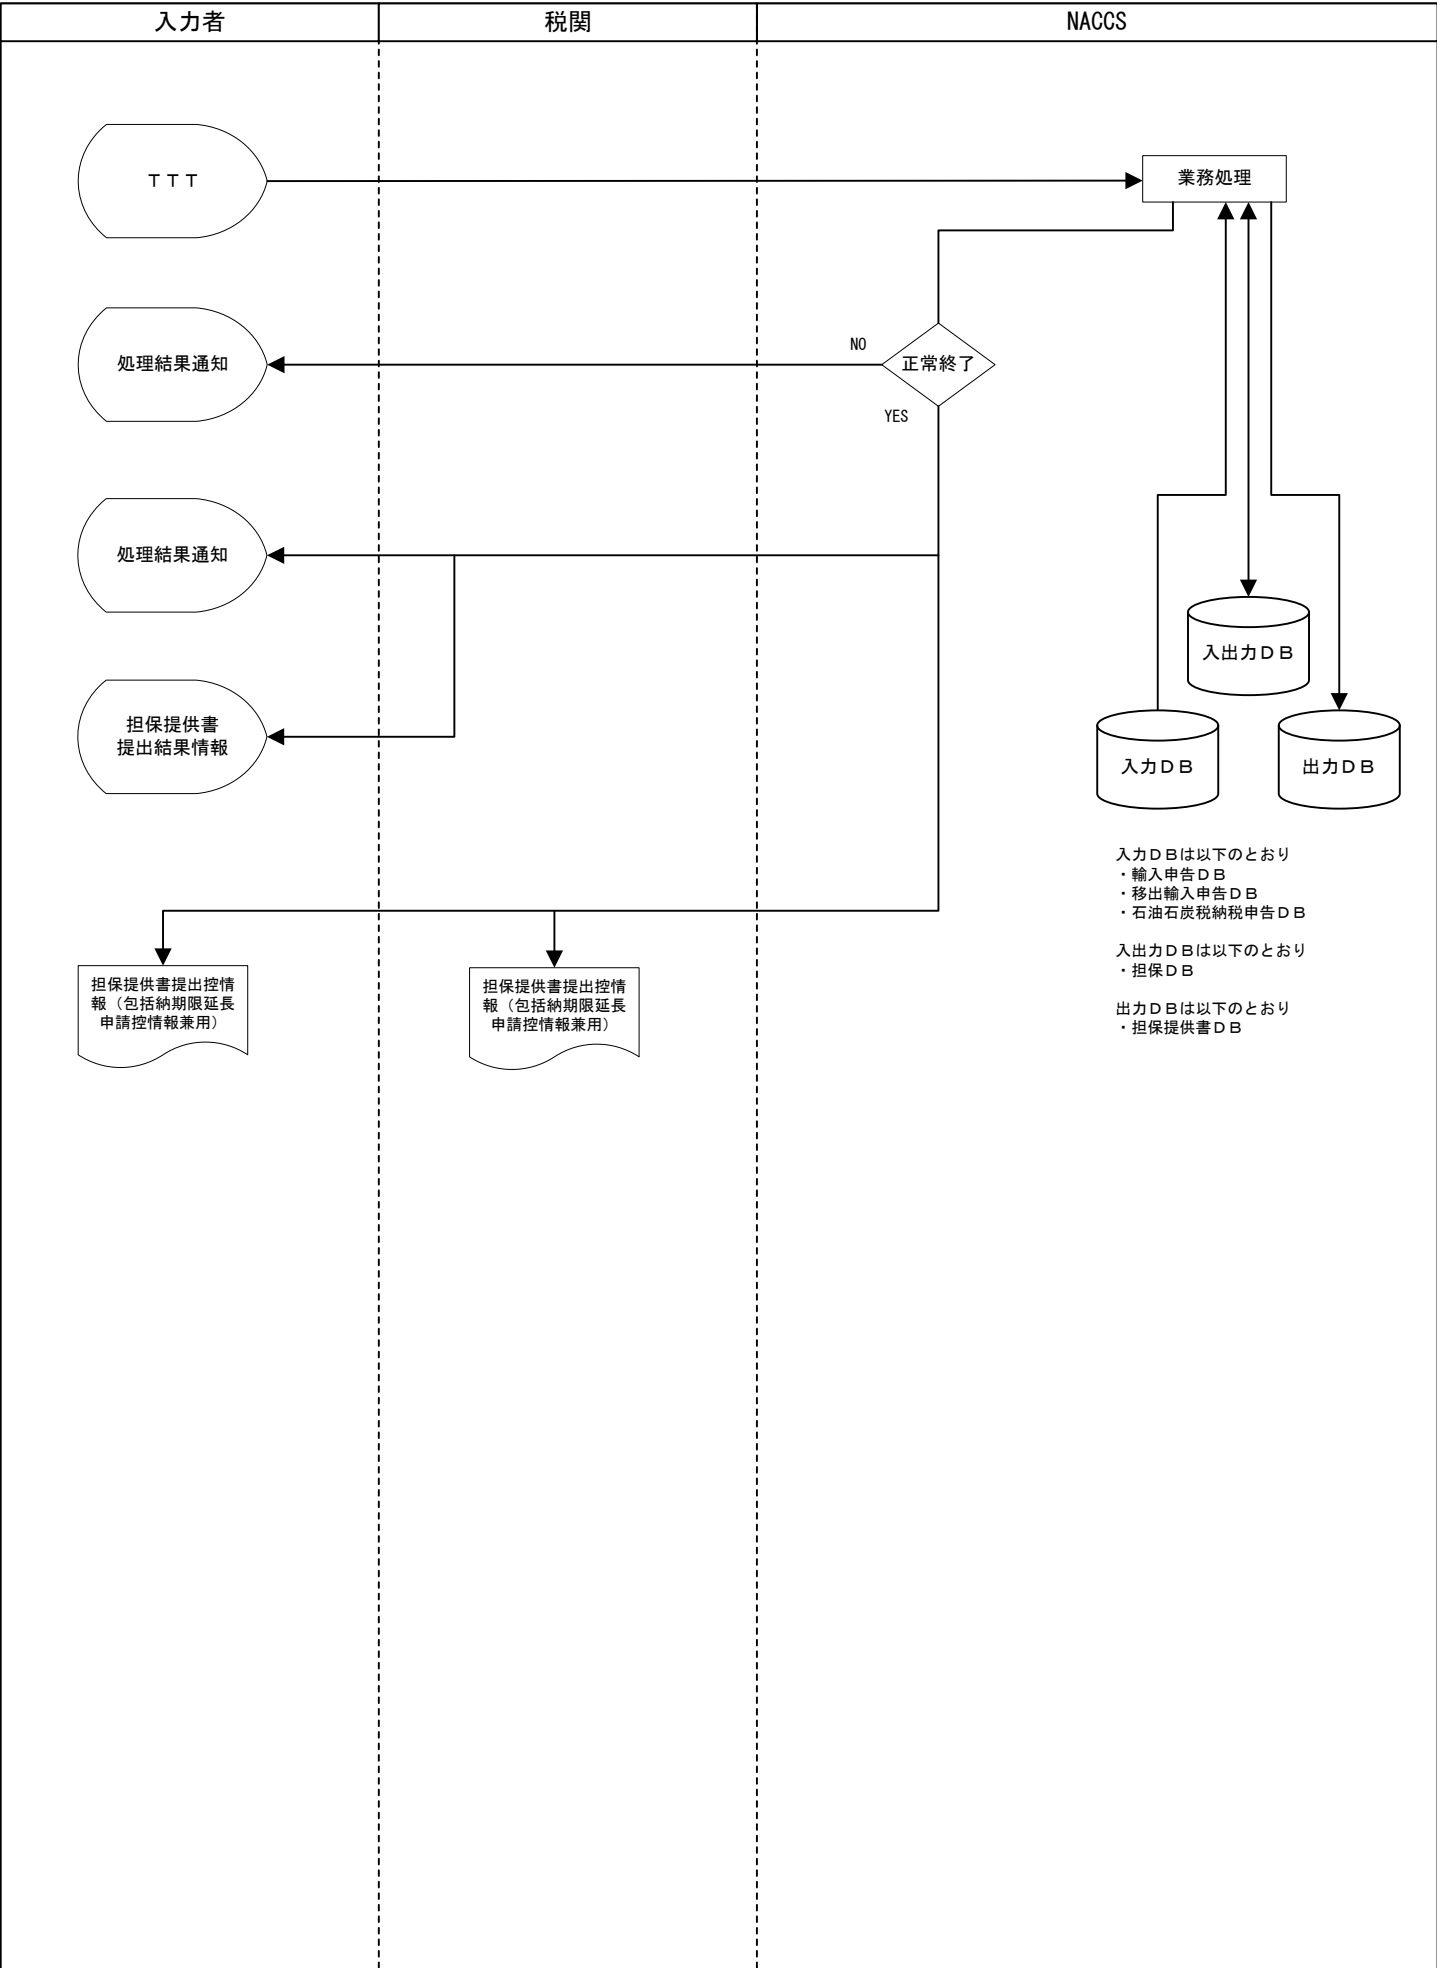 入力者
税関
NACCS
ＴＴＴ
業務処理
処理結果通知
NO
正常終了
YES
処理結果通知
入出力ＤＢ
担保提供書
提出結果情報
入力ＤＢ
出力ＤＢ
入力ＤＢは以下のとおり
・輸入申告ＤＢ
・移出輸入申告ＤＢ
・石油石炭税納税申告ＤＢ
入出力ＤＢは以下のとおり
・担保ＤＢ
出力ＤＢは以下のとおり
・担保提供書ＤＢ
担保提供書提出控情
報（包括納期限延長
申請控情報兼用）
担保提供書提出控情
報（包括納期限延長
申請控情報兼用）